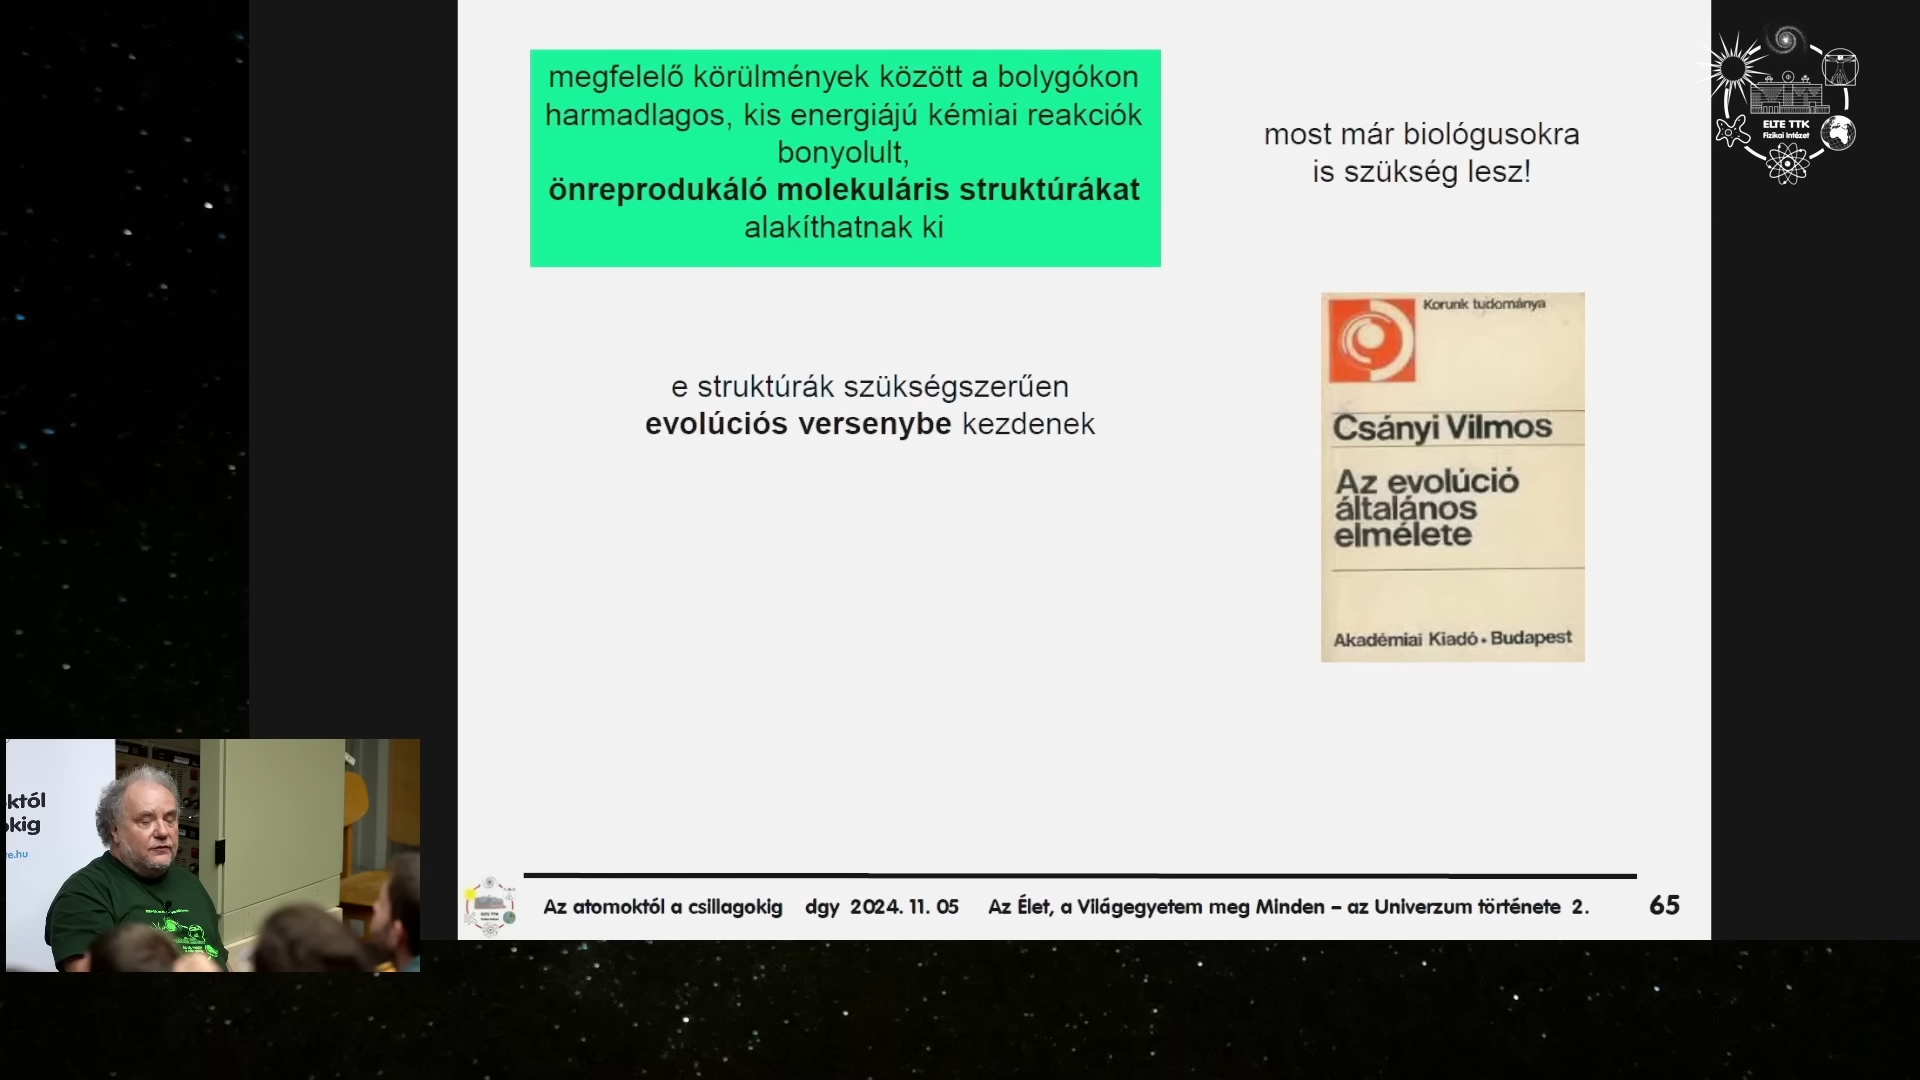 megfelelő körülmények között a bolygókon
harmadlagos, kis energiájú kémiai reakciók
bonyolult,
önreprodukáló molekuláris struktúrákat
alakíthatnak ki
most már biológusokra
is szükség lesz!
e struktúrák szükségszerűen
evolúciós versenybe kezdenek
Korunk tudománya
Csányi Vilmos
Az evolúció
általános
elmélete
Akadémiai Kiadó • Budapest
ELTE TTK
Fizikai Intézet
Az atomoktól a csillagokig dgy 2024. 11. 05 Az Élet, a Világegyetem meg Minden – az Univerzum története 2. 65